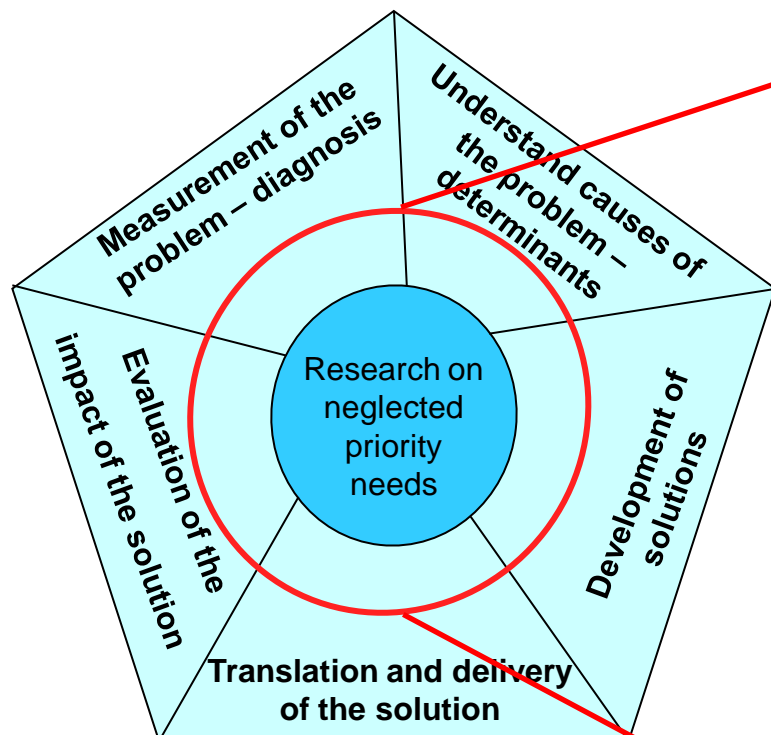 Measurement of the
problem – diagnosis
Understand causes of
the problem –
determinants
Research on
neglected
priority
needs
Development of
solutions
Translation and delivery
of the solution
Evaluation of the
impact of the solution